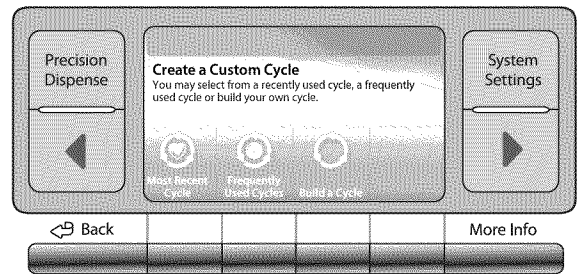 Precision
Dispense
System
Settings
Create a Custom Cycle
You may select from a recently used cycle, a frequently
used cycle or build your own cycle.
Most Recent
Cycle
Frequently
Used Cycles
Build a Cycle
Back
More Info